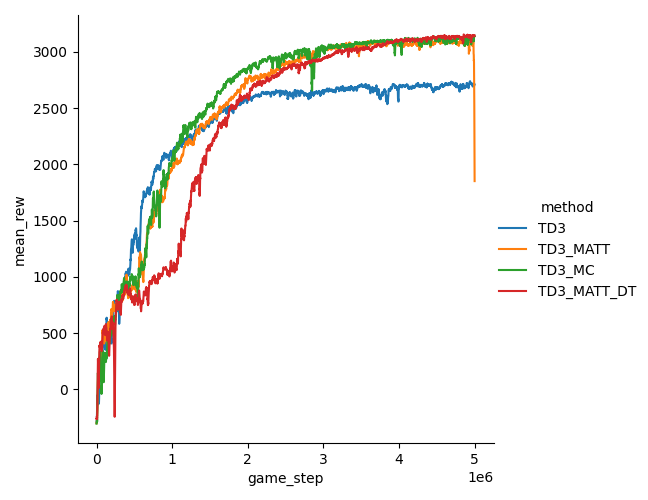 3000
2500
2000
1500
1000
500
0
mean_rew
0
1
2
3
4
5
1e6
game_step
method
TD3
TD3_MATT
TD3_MC
TD3_MATT_DT